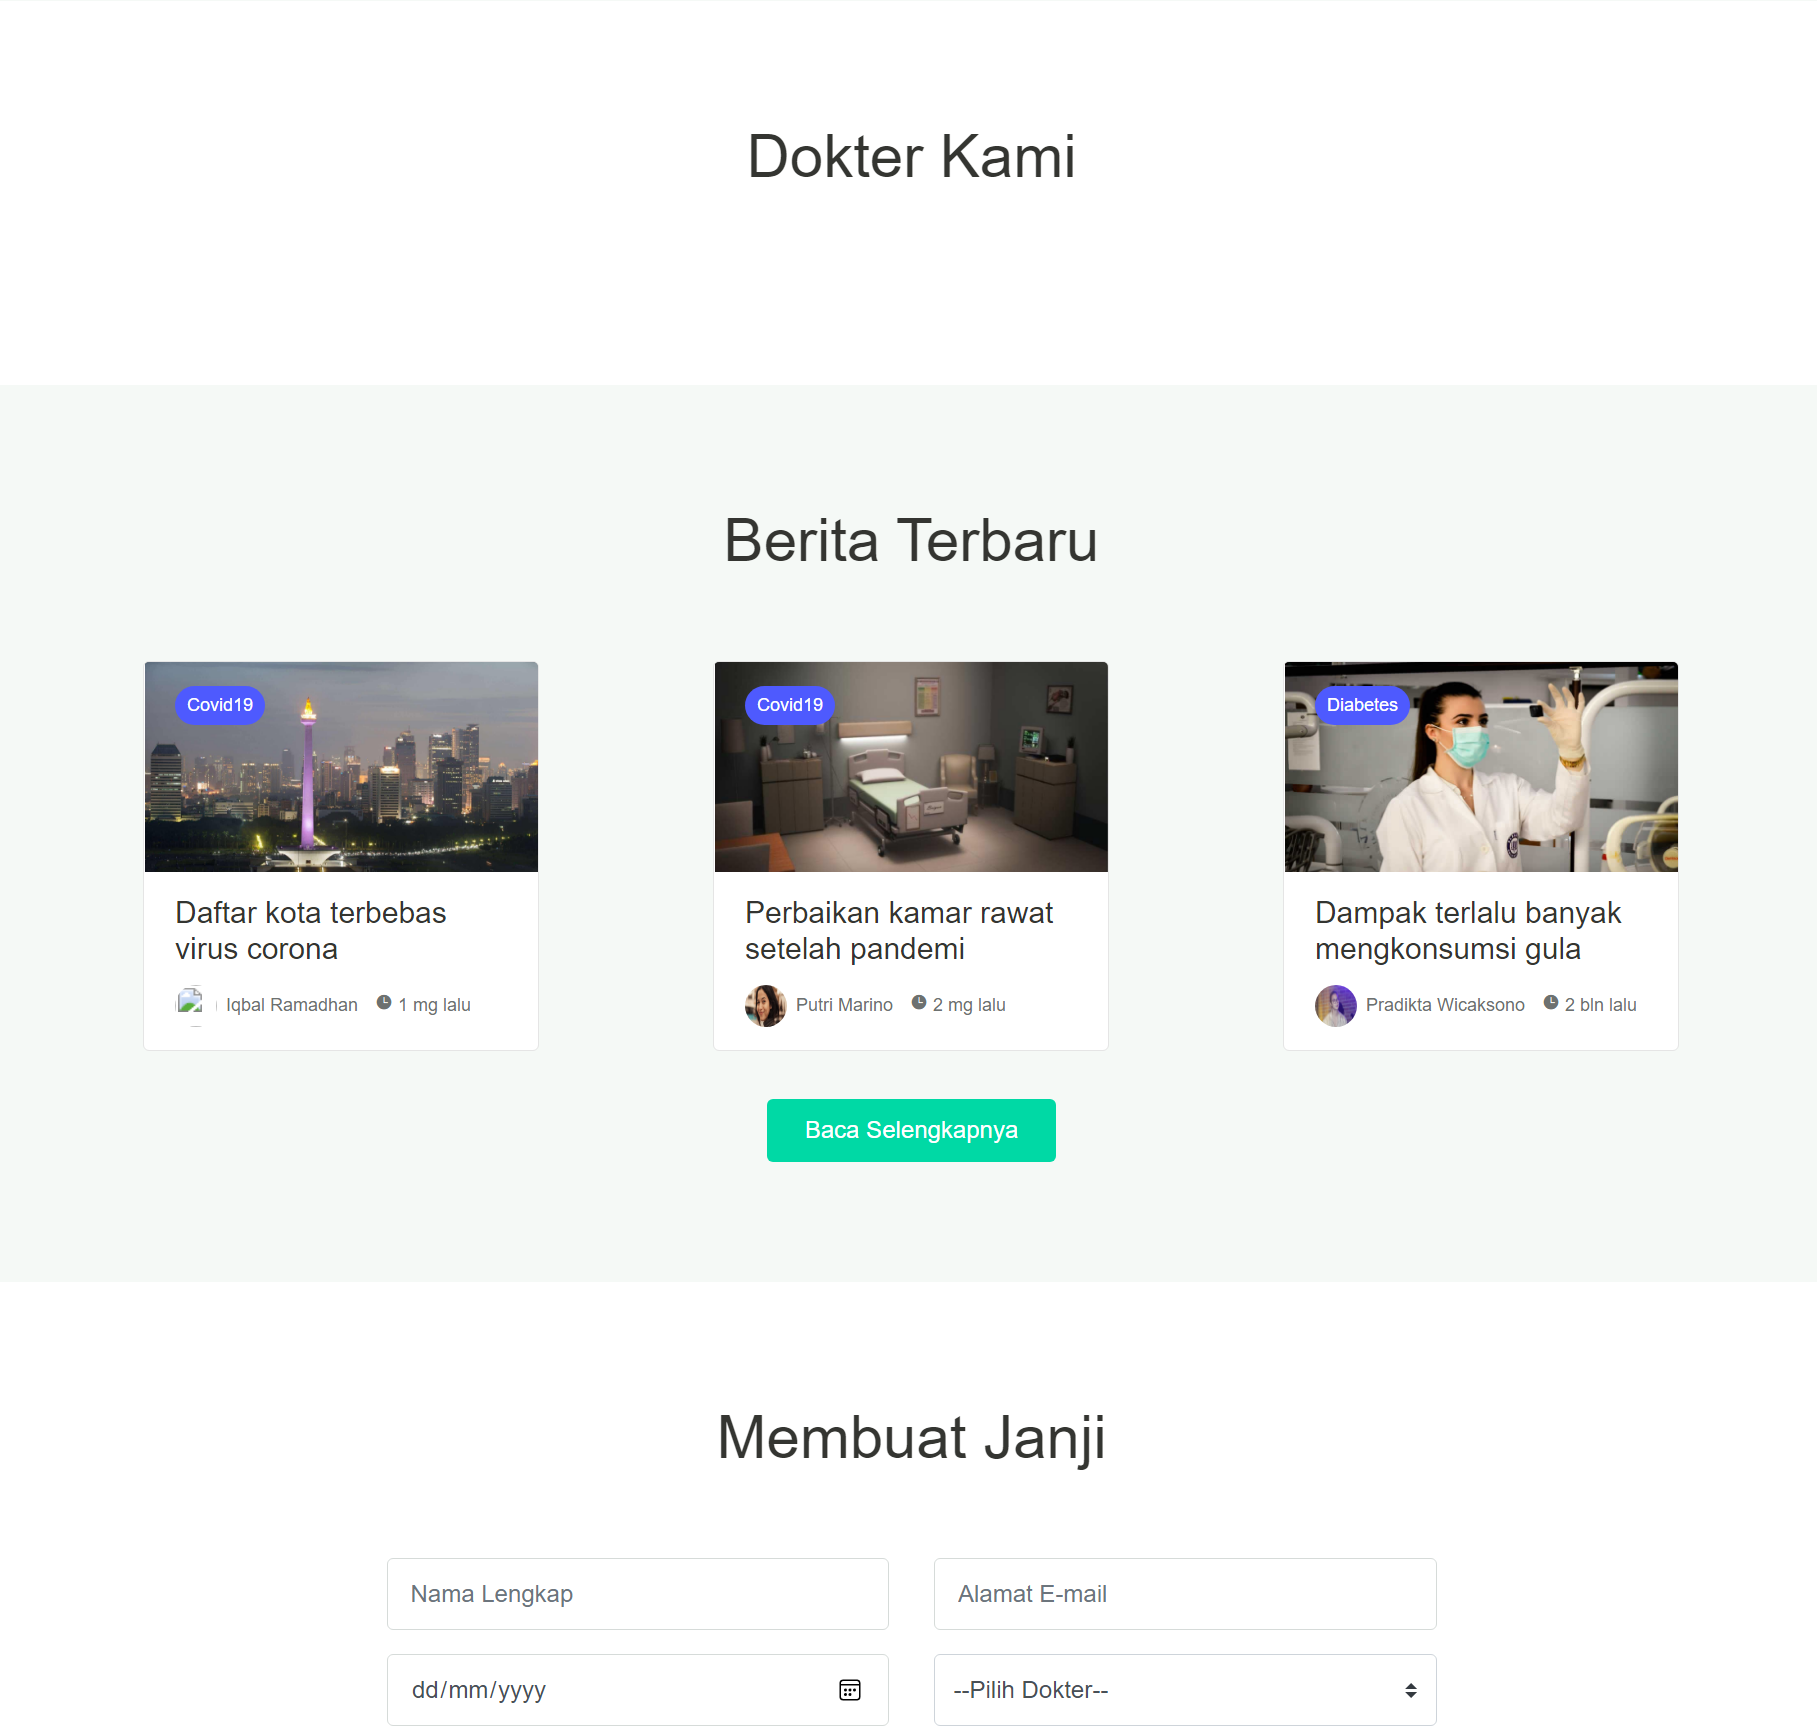 Dokter Kami
Berita Terbaru
Covid19
Daftar kota terbebas
virus corona
Iqbal Ramadhan 1 mg lalu
Covid19
Perbaikan kamar rawat
setelah pandemi
Putri Marino 2 mg lalu
Diabetes
Dampak terlalu banyak
mengkonsumsi gula
Pradikta Wicaksono 2 bln lalu
Baca Selengkapnya
Membuat Janji
Nama Lengkap
Alamat E-mail
dd/mm/yyyy
--Pilih Dokter--